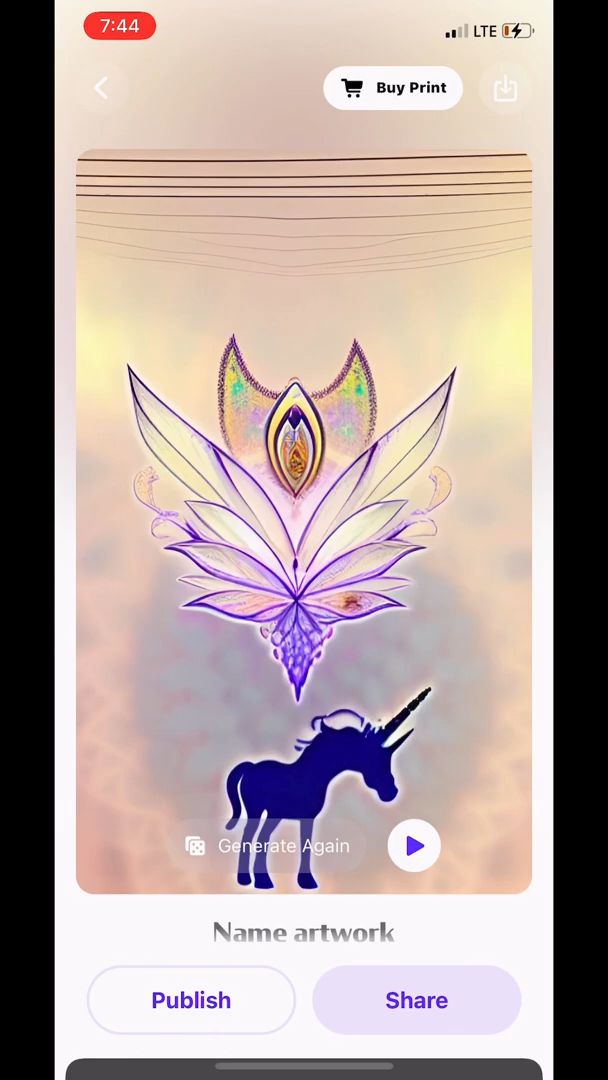 7:44
LTE
Buy Print
Generate Again
Name artwork
Publish
Share